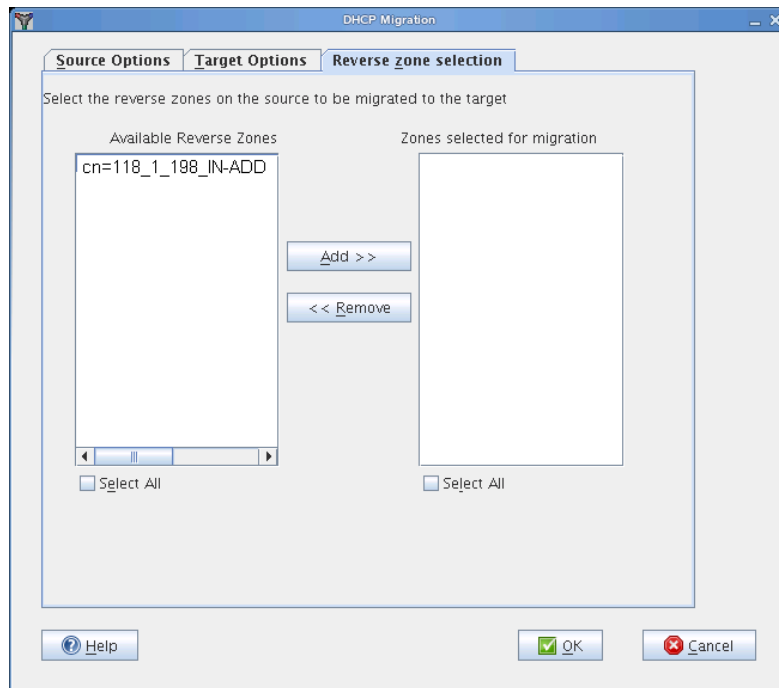 DHCP Migration
Source Options Target Options Reverse zone selection
Select the reverse zones on the source to be migrated to the target
Available Reverse Zones Zones selected for migration
cn=118_1_198_IN-ADD
Add >>
<< Remove
Select All Select All
Help OK Cancel